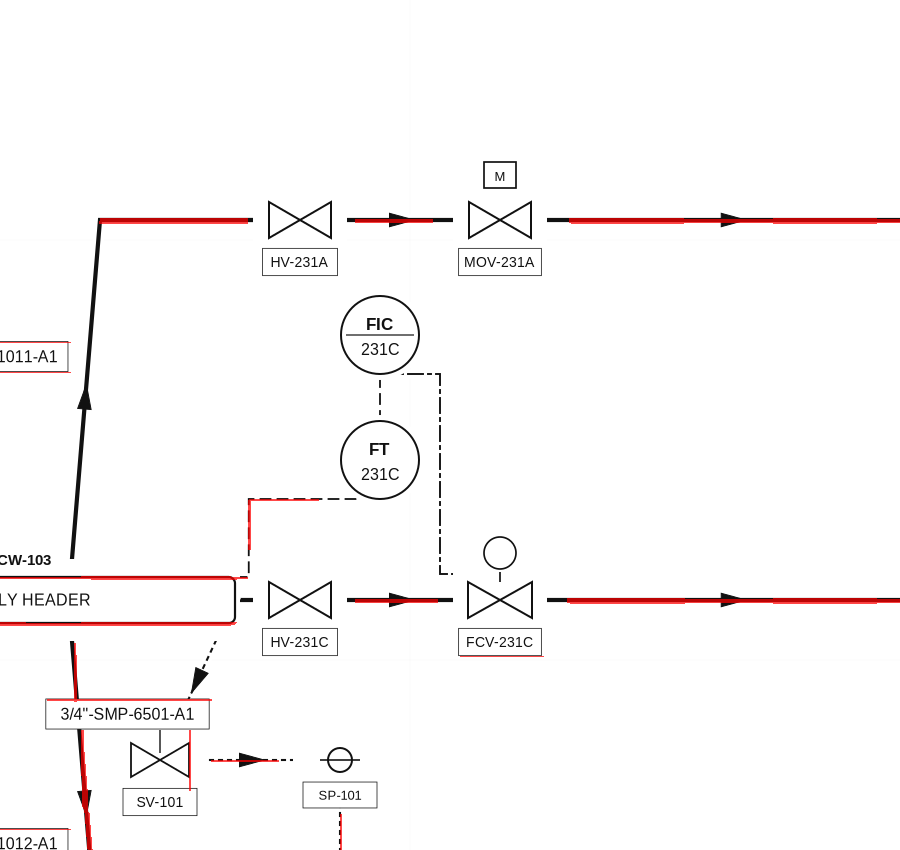 M
HV-231A
MOV-231A
FIC
231C
1011-A1
FT
231C
CW-103
LY HEADER
HV-231C
FCV-231C
3/4"-SMP-6501-A1
SV-101
SP-101
1012-A1